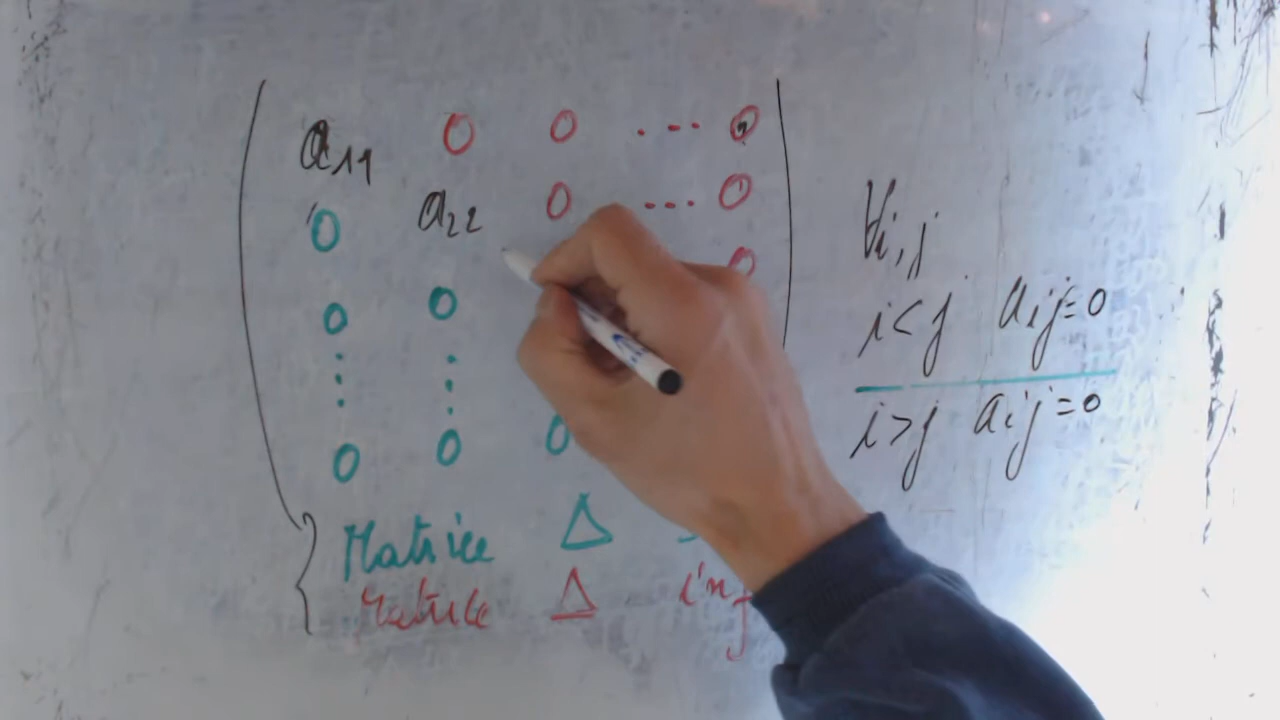 a₁₁ 0 0 ... 0
0 a₂₂ 0 ... 0
0 0 0
⋮ ⋮
0 0 0
Matrice Δ
Matrice Δ inf
∀i,j
i<j aij=0
i>j aij=0